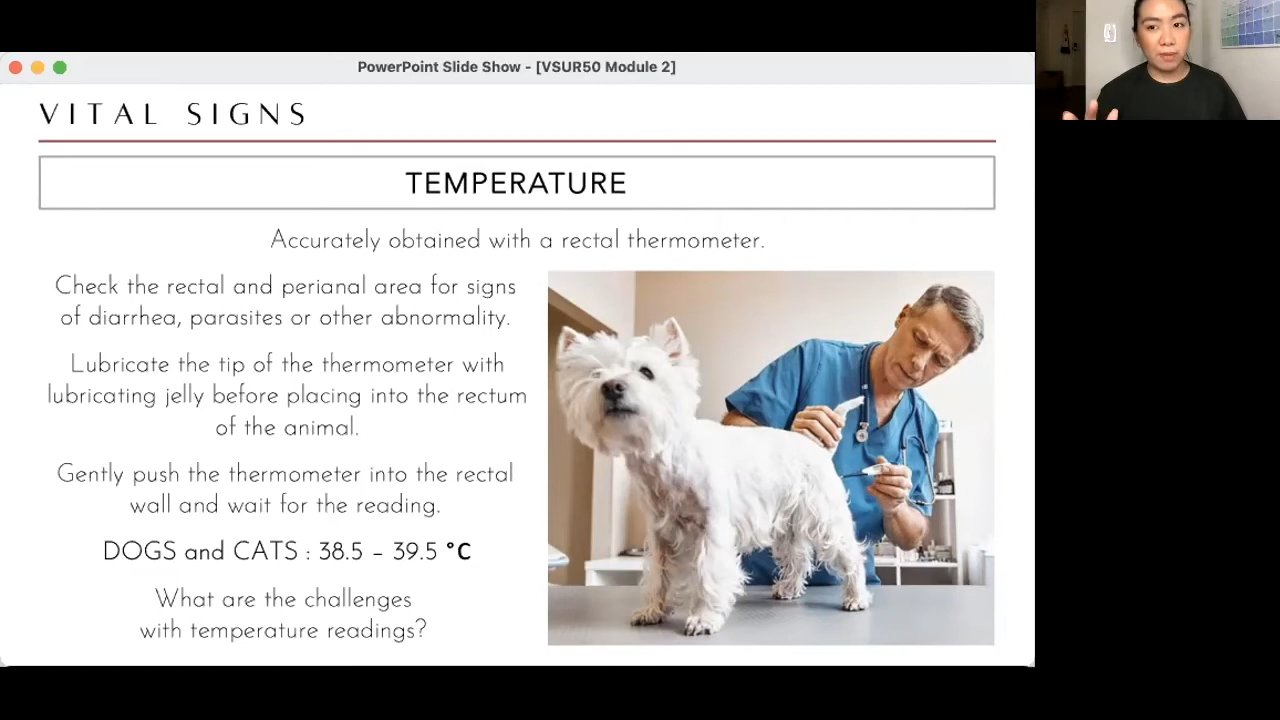 PowerPoint Slide Show - [VSUR50 Module 2]
VITAL SIGNS
TEMPERATURE
Accurately obtained with a rectal thermometer.
Check the rectal and perianal area for signs
of diarrhea, parasites or other abnormality.
Lubricate the tip of the thermometer with
lubricating jelly before placing into the rectum
of the animal.
Gently push the thermometer into the rectal
wall and wait for the reading.
DOGS and CATS : 38.5 – 39.5 °C
What are the challenges
with temperature readings?